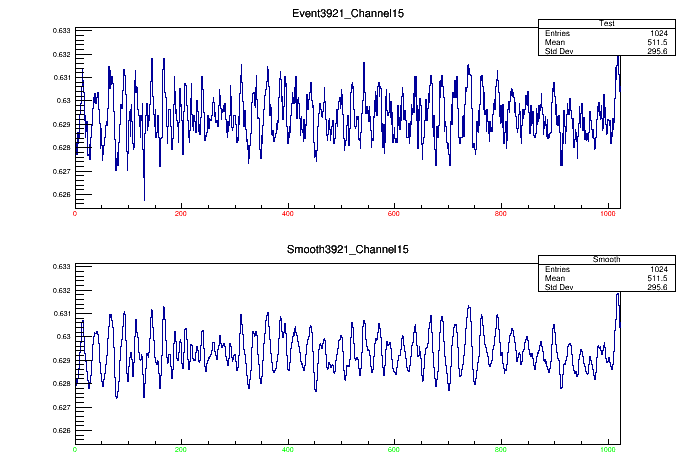 Event3921_Channel15
Test
Entries 1024
Mean 511.5
Std Dev 295.6
0.633
0.632
0.631
0.63
0.629
0.628
0.627
0.626
0 200 400 600 800 1000
Smooth3921_Channel15
Smooth
Entries 1024
Mean 511.5
Std Dev 295.6
0.633
0.632
0.631
0.63
0.629
0.628
0.627
0.626
0 200 400 600 800 1000